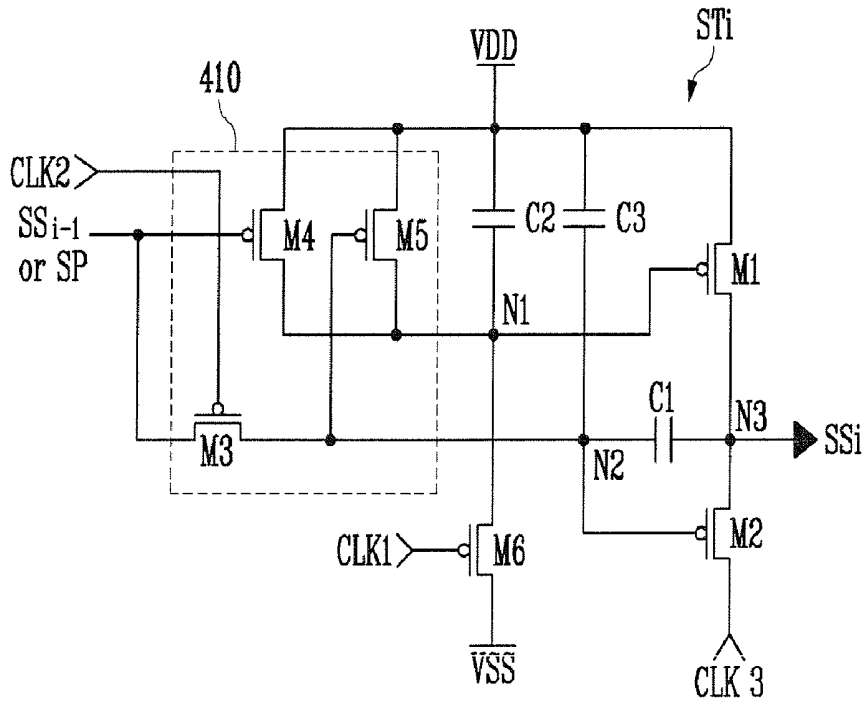 STi
VDD
410
CLK2
SSi-1
or SP
M4
M5
C2
C3
M1
N1
M3
C1
N3
SSi
N2
CLK1
M6
M2
VSS
CLK 3